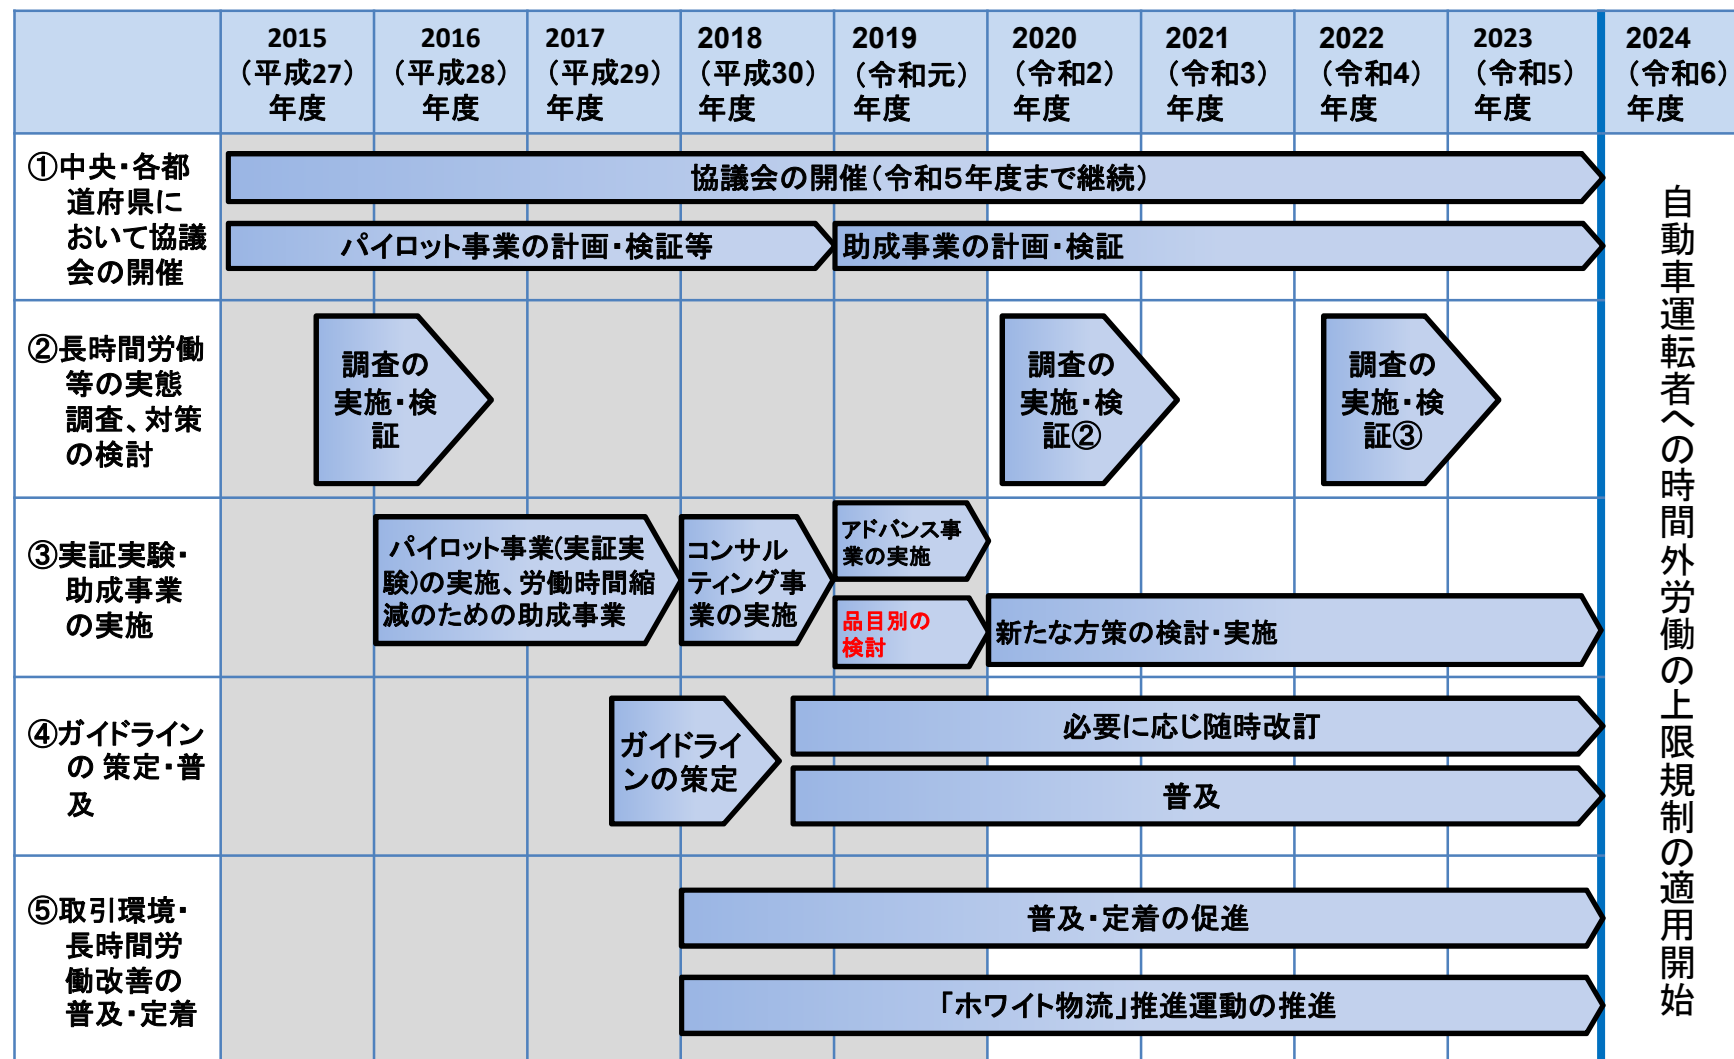 2015
（平成27）
年度
2016
（平成28）
年度
2017
（平成29）
年度
2018
（平成30）
年度
2019
（令和元）
年度
2020
（令和2）
年度
2021
（令和3）
年度
2022
（令和4）
年度
2023
（令和5）
年度
2024
（令和6）
年度
①中央・各都
道府県に
おいて協議
会の開催
協議会の開催（令和５年度まで継続）
パイロット事業の計画・検証等
助成事業の計画・検証
②長時間労働
等の実態
調査、対策
の検討
調査の
実施・検
証
調査の
実施・検
証②
調査の
実施・検
証③
③実証実験・
助成事業
の実施
パイロット事業(実証実
験)の実施、労働時間縮
減のための助成事業
コンサル
ティング事
業の実施
アドバンス事
業の実施
品目別の
検討
新たな方策の検討・実施
④ガイドライン
の 策定・普
及
ガイドライ
ンの策定
必要に応じ随時改訂
普及
⑤取引環境・
長時間労
働改善の
普及・定着
普及・定着の促進
「ホワイト物流」推進運動の推進
自動車運転者への時間外労働の上限規制の適用開始